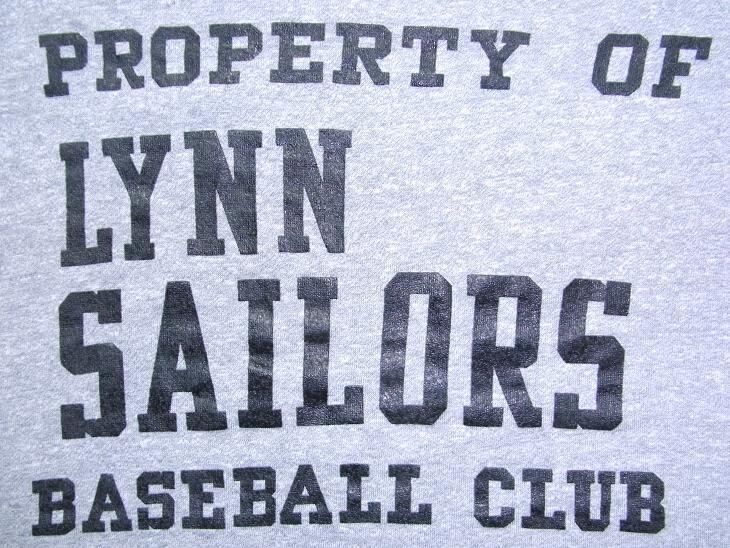 PROPERTY OF
LYNN
SAILORS
BASEBALL CLUB